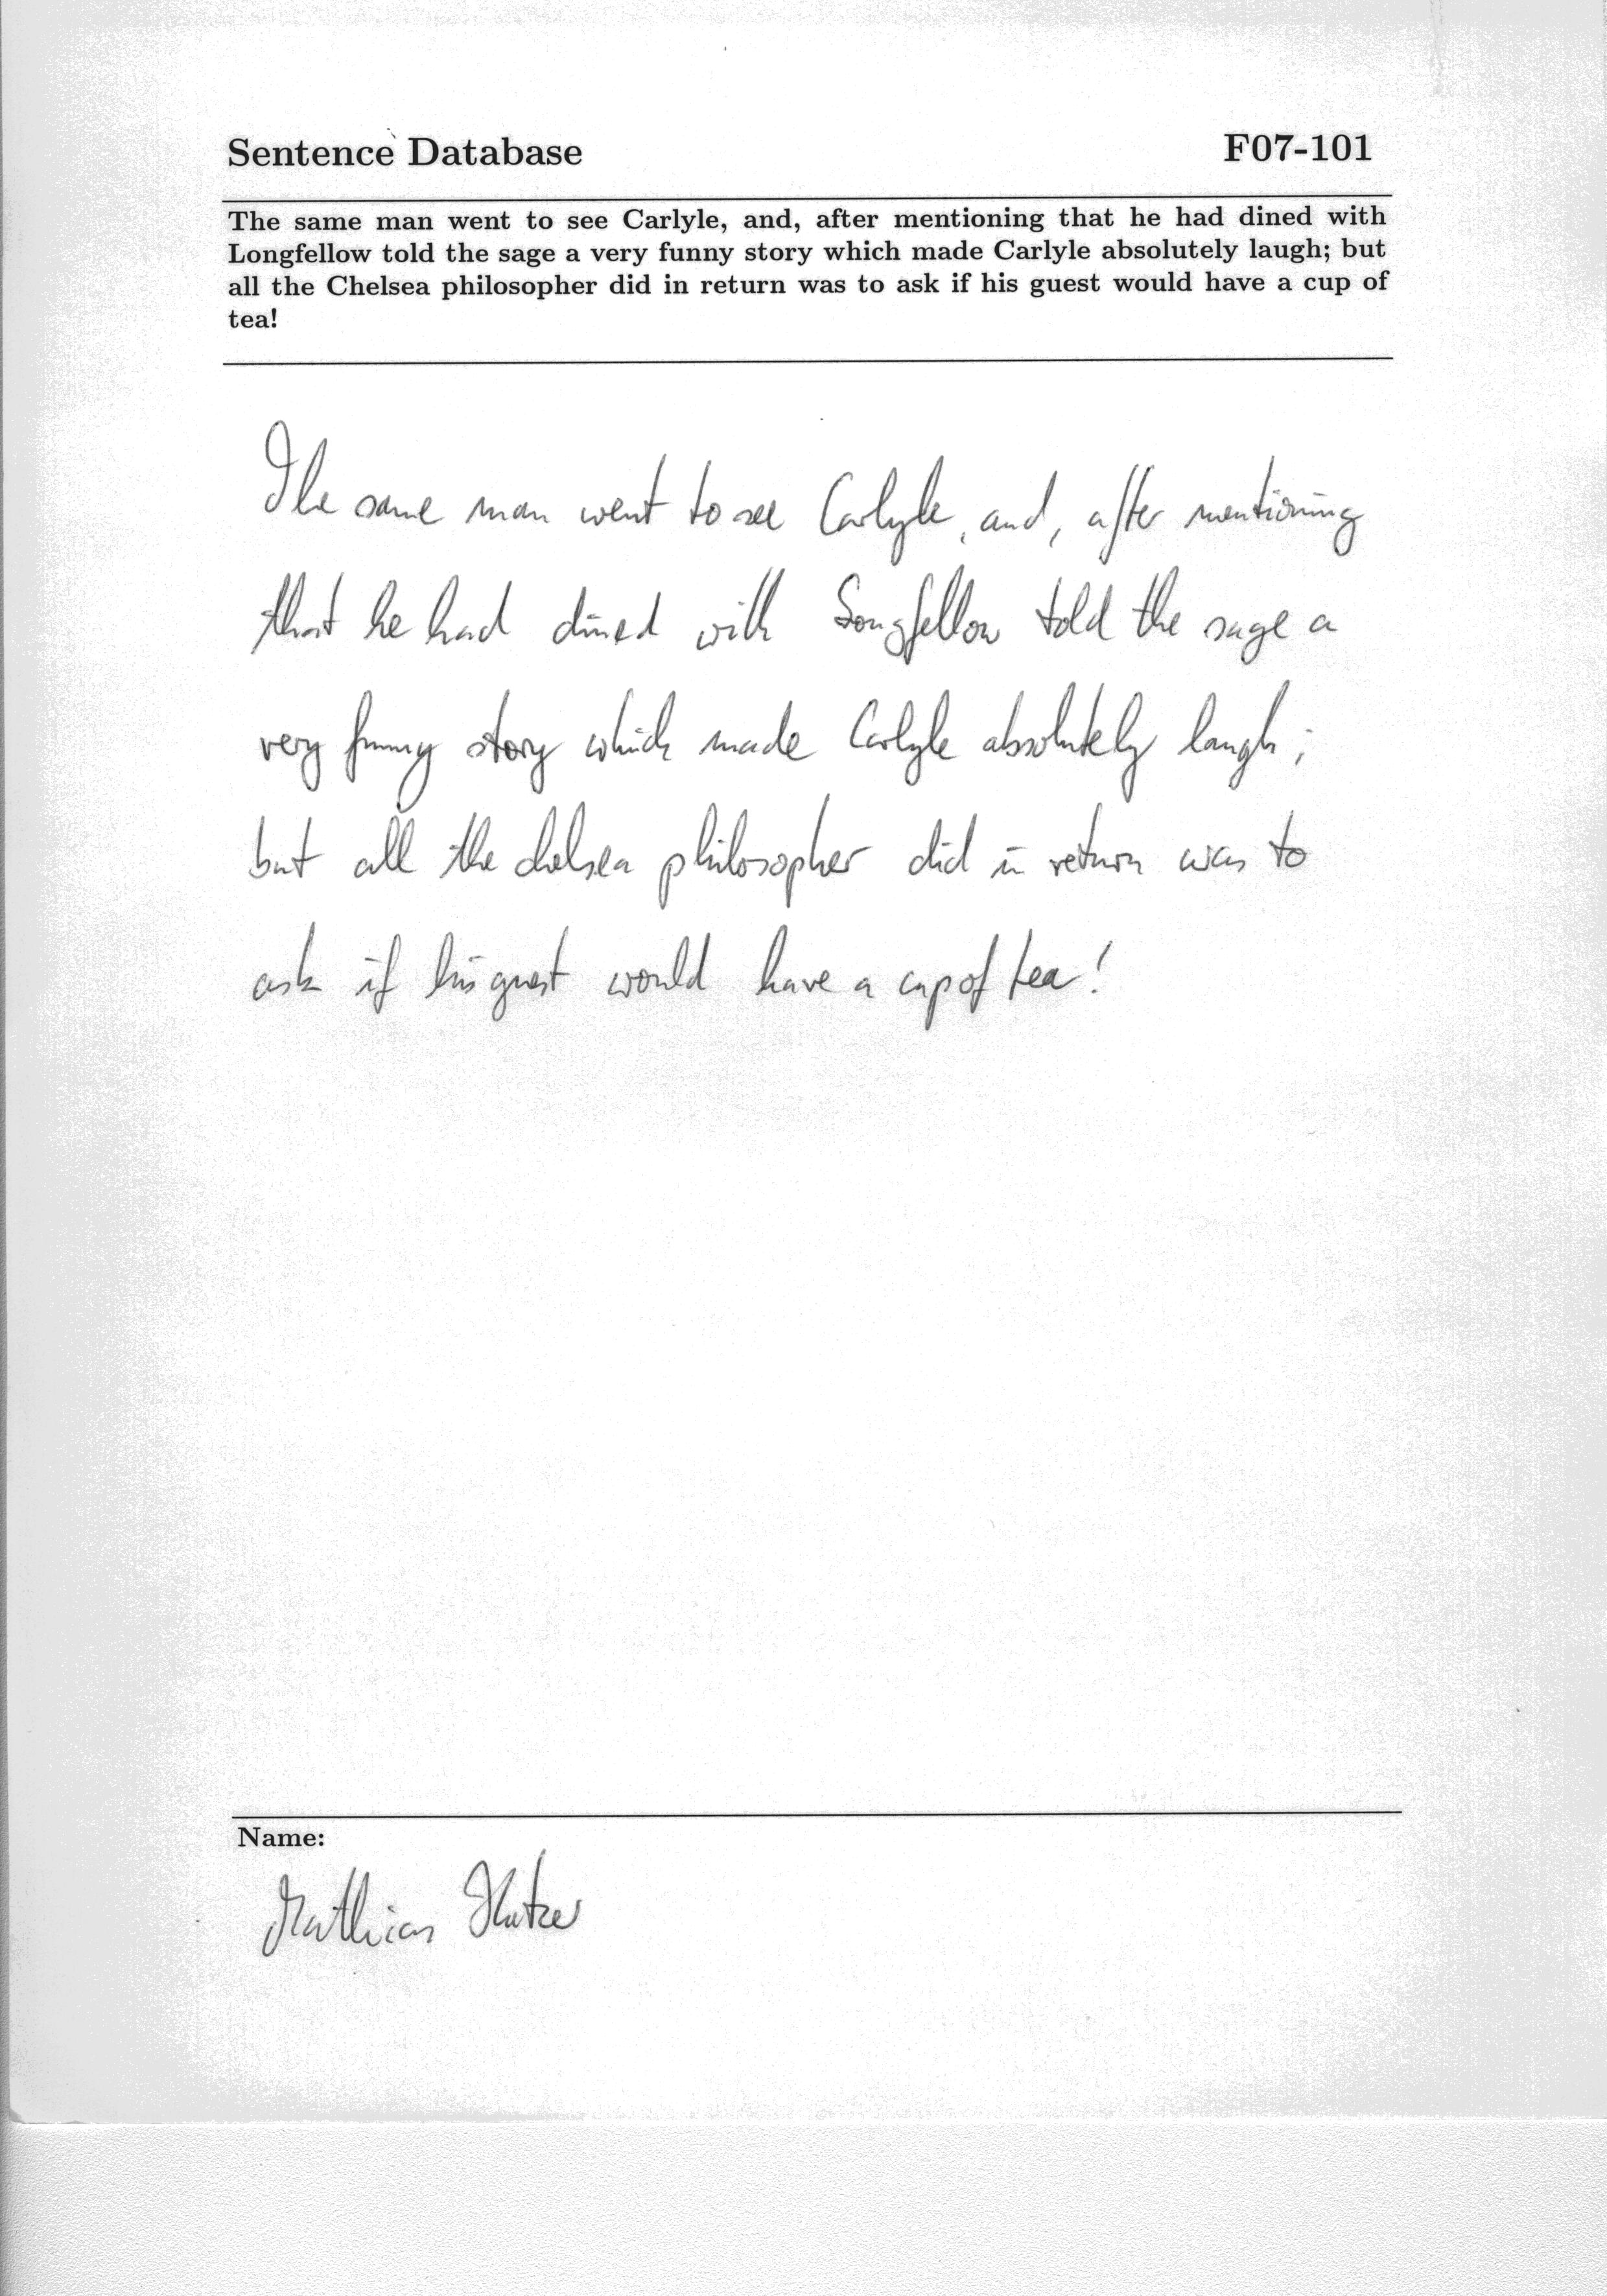 Sentence Database
F07-101
The same man went to see Carlyle, and, after mentioning that he had dined with
Longfellow told the sage a very funny story which made Carlyle absolutely laugh; but
all the Chelsea philosopher did in return was to ask if his guest would have a cup of
tea!
The same man went to see Carlyle, and, after mentioning
that he had dined with Longfellow told the sage a
very funny story which made Carlyle absolutely laugh;
but all the chelsea philosopher did in return was to
ask if his guest would have a cup of tea!
Name:
Mathias